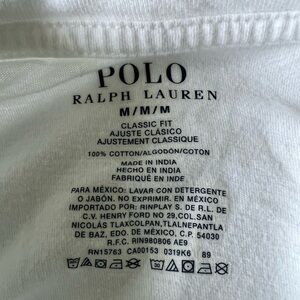 POLO
RALPH LAUREN
M/M/M
CLASSIC FIT
AJUSTE CLÁSICO
AJUSTEMENT CLASSIQUE
100% COTTON/ALGODÓN/COTON
MADE IN INDIA
HECHO EN INDIA
FABRIQUÉ EN INDE
PARA MÉXICO: LAVAR CON DETERGENTE
O JABÓN. NO EXPRIMIR. EN MÉXICO
IMPORTADO POR: RINPLAY S. DE R.L. DE
C.V. HENRY FORD NO 29, COL. SAN
NICOLÁS TLAXCOLPAN, TLALNEPANTLA
DE BAZ, EDO. DE MÉXICO, C.P. 54030
R.F.C. RIN980806 AE9
RN15763 CA00153 0319K6 89